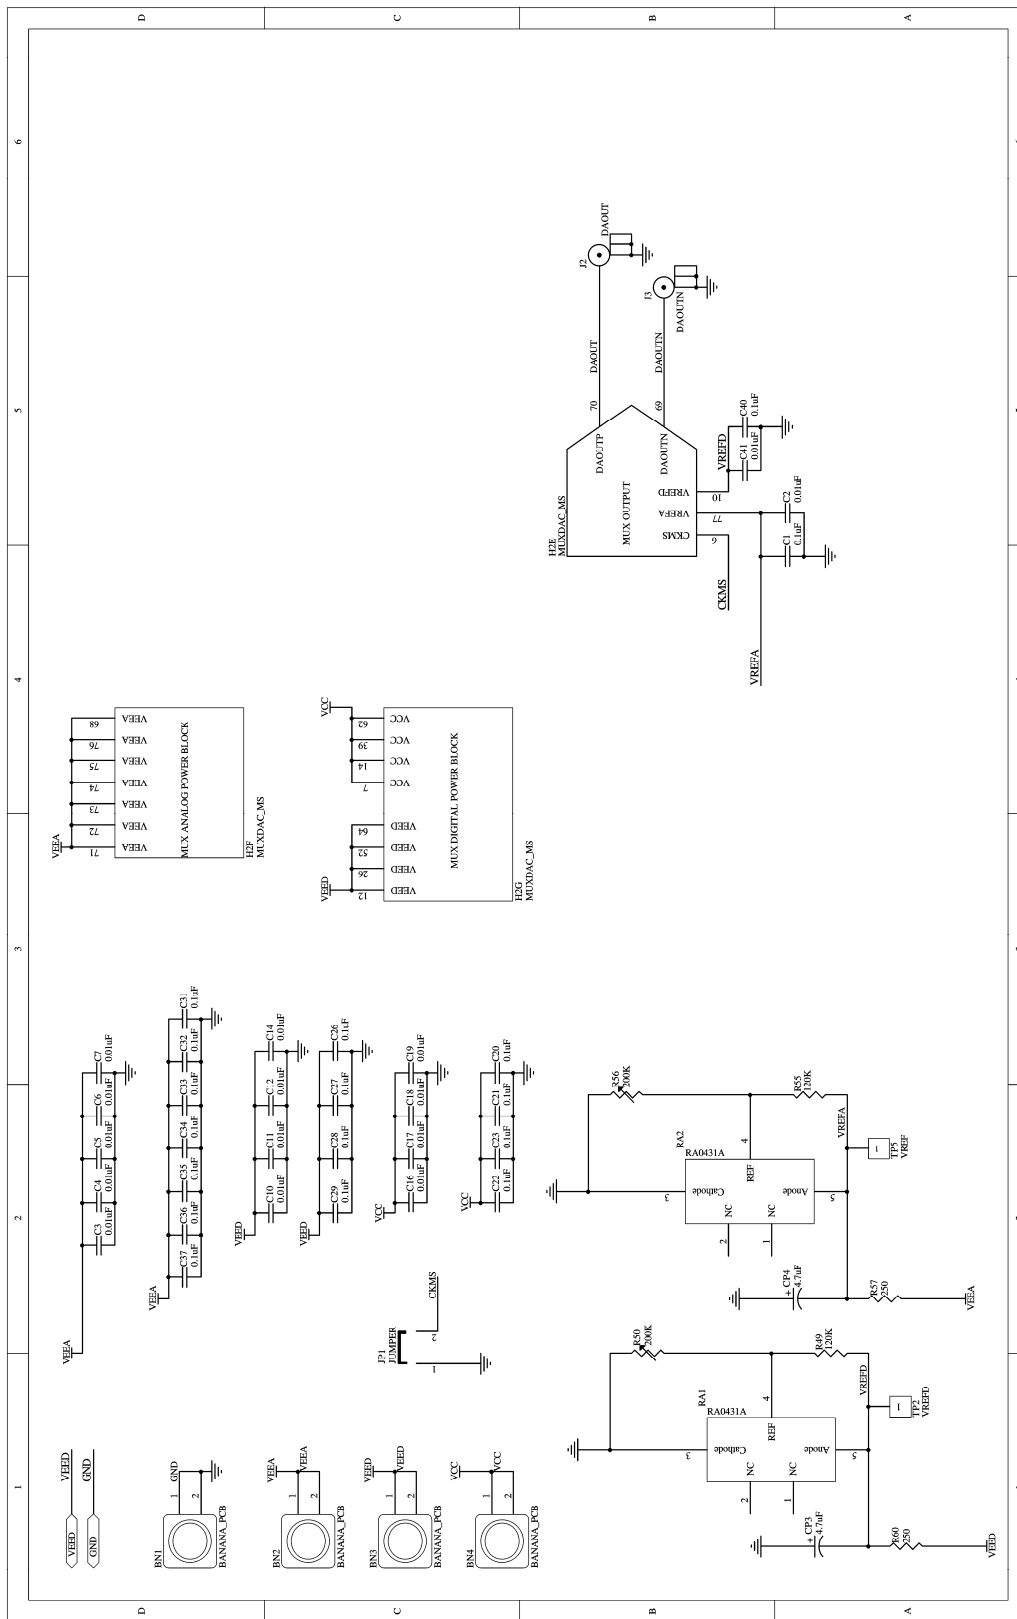 D
C
B
A
6
5
4
3
2
1
J2
DAOUT
J3
DAOUTN
DAOUT
DAOUTN
70
69
DAOUTP
DAOUTN
H2E
MUXDAC_MS
MUX OUTPUT
VREFD
VREFA
CKMS
10
77
6
VREFD
C41
0.01uF
C40
0.1uF
C1
0.1uF
C2
0.01uF
CKMS
VREFA
VEEA
71
72
73
74
75
76
68
VEEA
VEEA
VEEA
VEEA
VEEA
VEEA
VEEA
MUX ANALOG POWER BLOCK
H2F
MUXDAC_MS
VEED
VCC
12
26
52
64
7
14
39
62
VEED
VEED
VEED
VEED
VCC
VCC
VCC
VCC
MUX DIGITAL POWER BLOCK
H2G
MUXDAC_MS
VEEA
C3
0.01uF
C4
0.01uF
C5
0.01uF
C6
0.01uF
C7
0.01uF
VEEA
C37
0.1uF
C36
0.1uF
C35
0.1uF
C34
0.1uF
C33
0.1uF
C32
0.1uF
C31
0.1uF
VEED
C10
0.01uF
C11
0.01uF
C12
0.01uF
C14
0.01uF
VEED
C29
0.1uF
C28
0.1uF
C27
0.1uF
C26
0.1uF
VCC
C16
0.01uF
C17
0.01uF
C18
0.01uF
C19
0.01uF
VCC
C22
0.1uF
C23
0.1uF
C21
0.1uF
C20
0.1uF
JP1
JUMPER
1
2
CKMS
RA2
RA0431A
R56
200K
R55
120K
3
Cathode
NC
NC
2
1
REF
4
Anode
5
VREFA
1
TP5
VREF
CP4
4.7uF
+
R57
250
VEEA
RA1
RA0431A
R50
200K
R49
120K
3
Cathode
NC
NC
2
1
REF
4
Anode
5
VREFD
1
TP2
VREFD
CP3
4.7uF
+
R60
250
VEED
VEED
VEED
GND
GND
BN1
BANANA_PCB
1
2
GND
BN2
BANANA_PCB
1
2
VEEA
VEEA
BN3
BANANA_PCB
1
2
VEED
VEED
BN4
BANANA_PCB
1
2
VCC
VCC
D
C
B
A